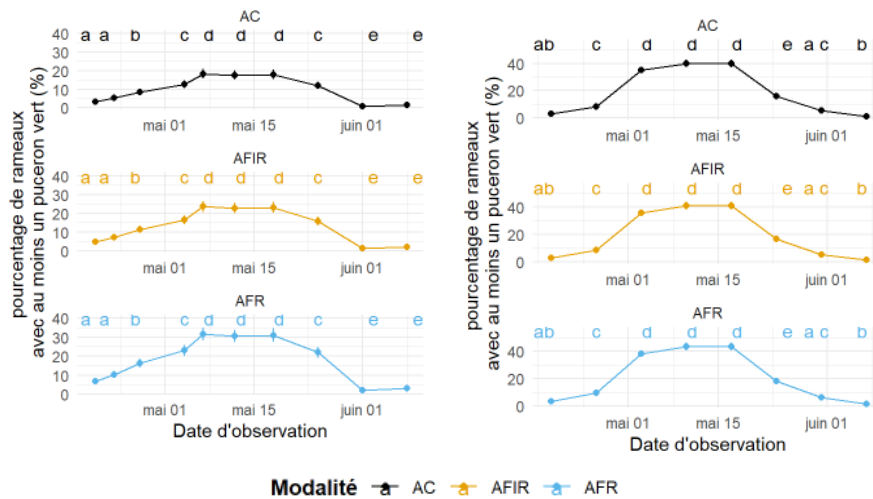 AC
a a b c d d d c e e
40
30
20
10
0
mai 01 mai 15 juin 01
AFIR
a a b c d d d c e e
40
30
20
10
0
mai 01 mai 15 juin 01
AFR
a a b c d d d c e e
40
30
20
10
0
mai 01 mai 15 juin 01
Date d'observation
pourcentage de rameaux
avec au moins un puceron vert (%)
AC
ab c d d d e a c b
40
20
0
mai 01 mai 15 juin 01
AFIR
ab c d d d e a c b
40
20
0
mai 01 mai 15 juin 01
AFR
ab c d d d e a c b
40
20
0
mai 01 mai 15 juin 01
Date d'observation
pourcentage de rameaux
avec au moins un puceron vert (%)
Modalité a AC a AFIR a AFR